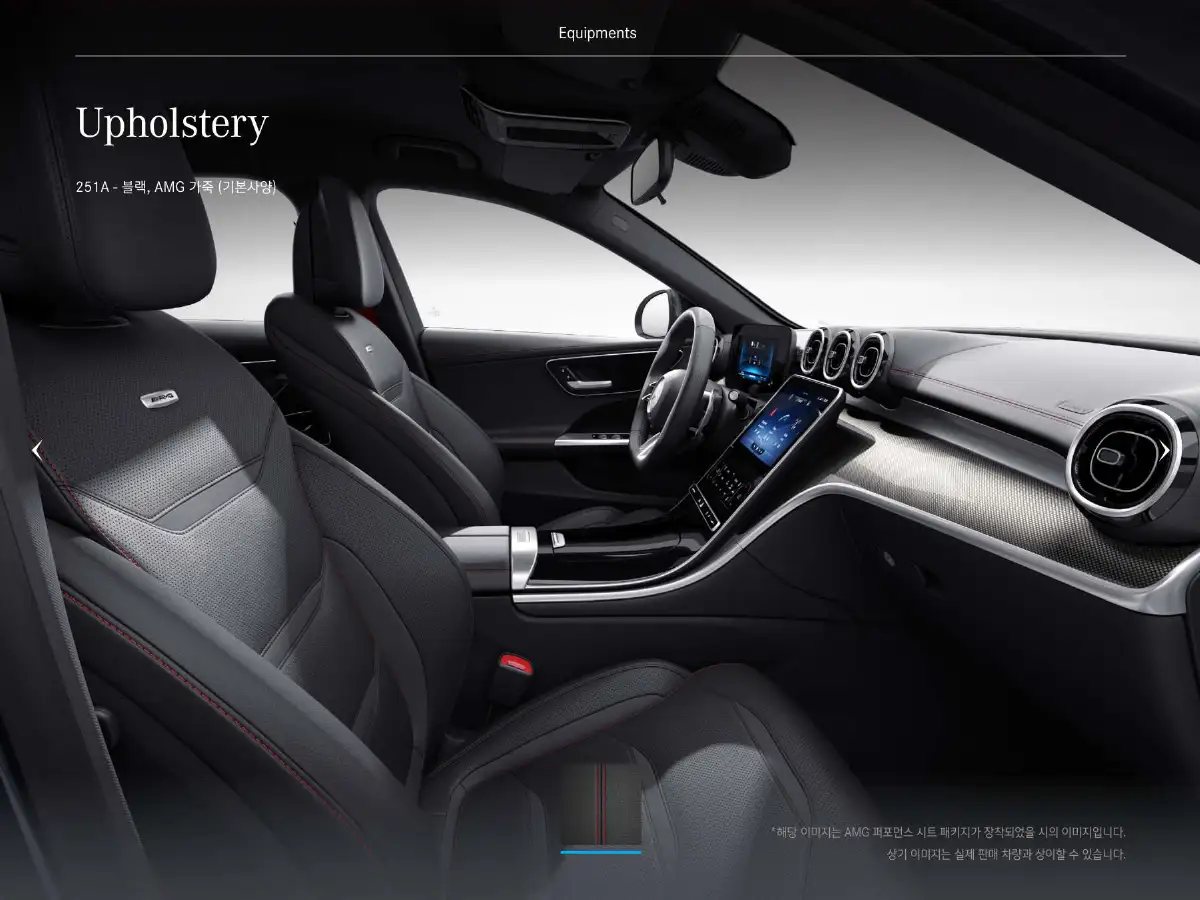 Equipments
Upholstery
251A - 블랙, AMG 가죽 (기본사양)
AMG
*해당 이미지는 AMG 퍼포먼스 시트 패키지가 장착되었을 시의 이미지입니다.
상기 이미지는 실제 판매 차량과 상이할 수 있습니다.